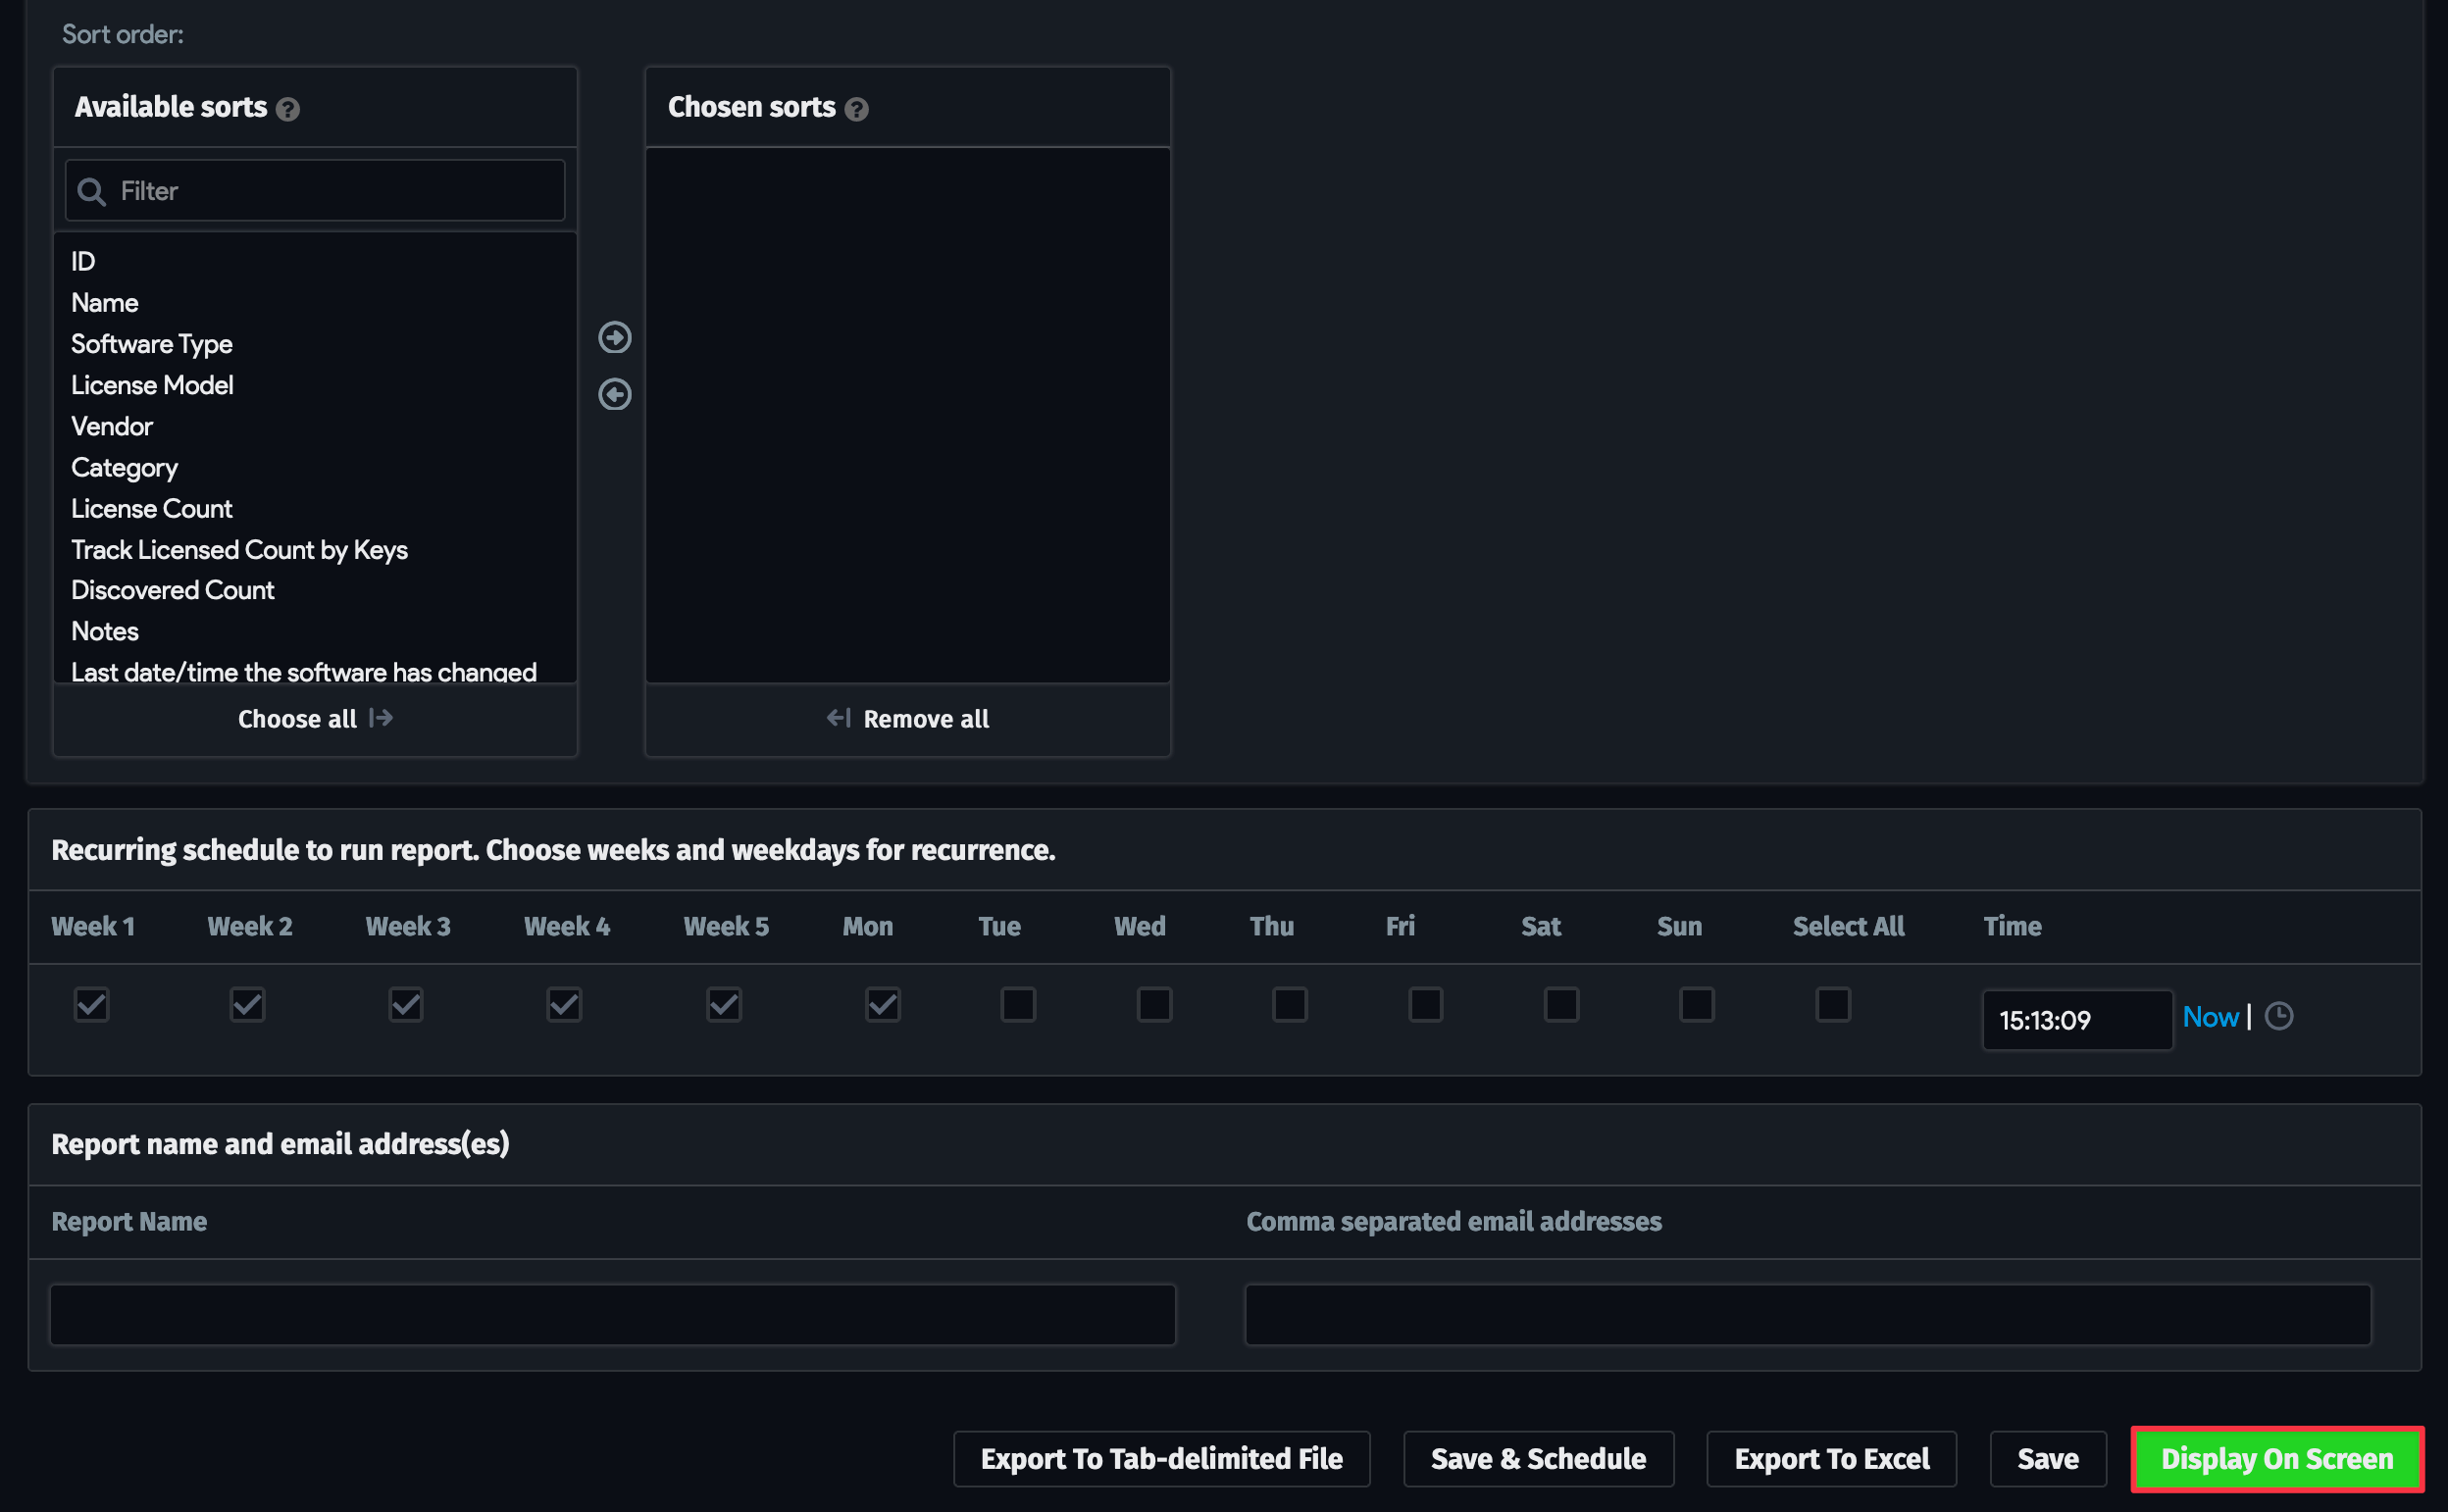 Sort order:
Available sorts ?
Chosen sorts ?
Filter
ID
Name
Software Type
License Model
Vendor
Category
License Count
Track Licensed Count by Keys
Discovered Count
Notes
Last date/time the software has changed
Choose all
Remove all
Recurring schedule to run report. Choose weeks and weekdays for recurrence.
Week 1 Week 2 Week 3 Week 4 Week 5 Mon Tue Wed Thu Fri Sat Sun Select All Time
15:13:09 Now |
Report name and email address(es)
Report Name Comma separated email addresses
Export To Tab-delimited File Save & Schedule Export To Excel Save Display On Screen